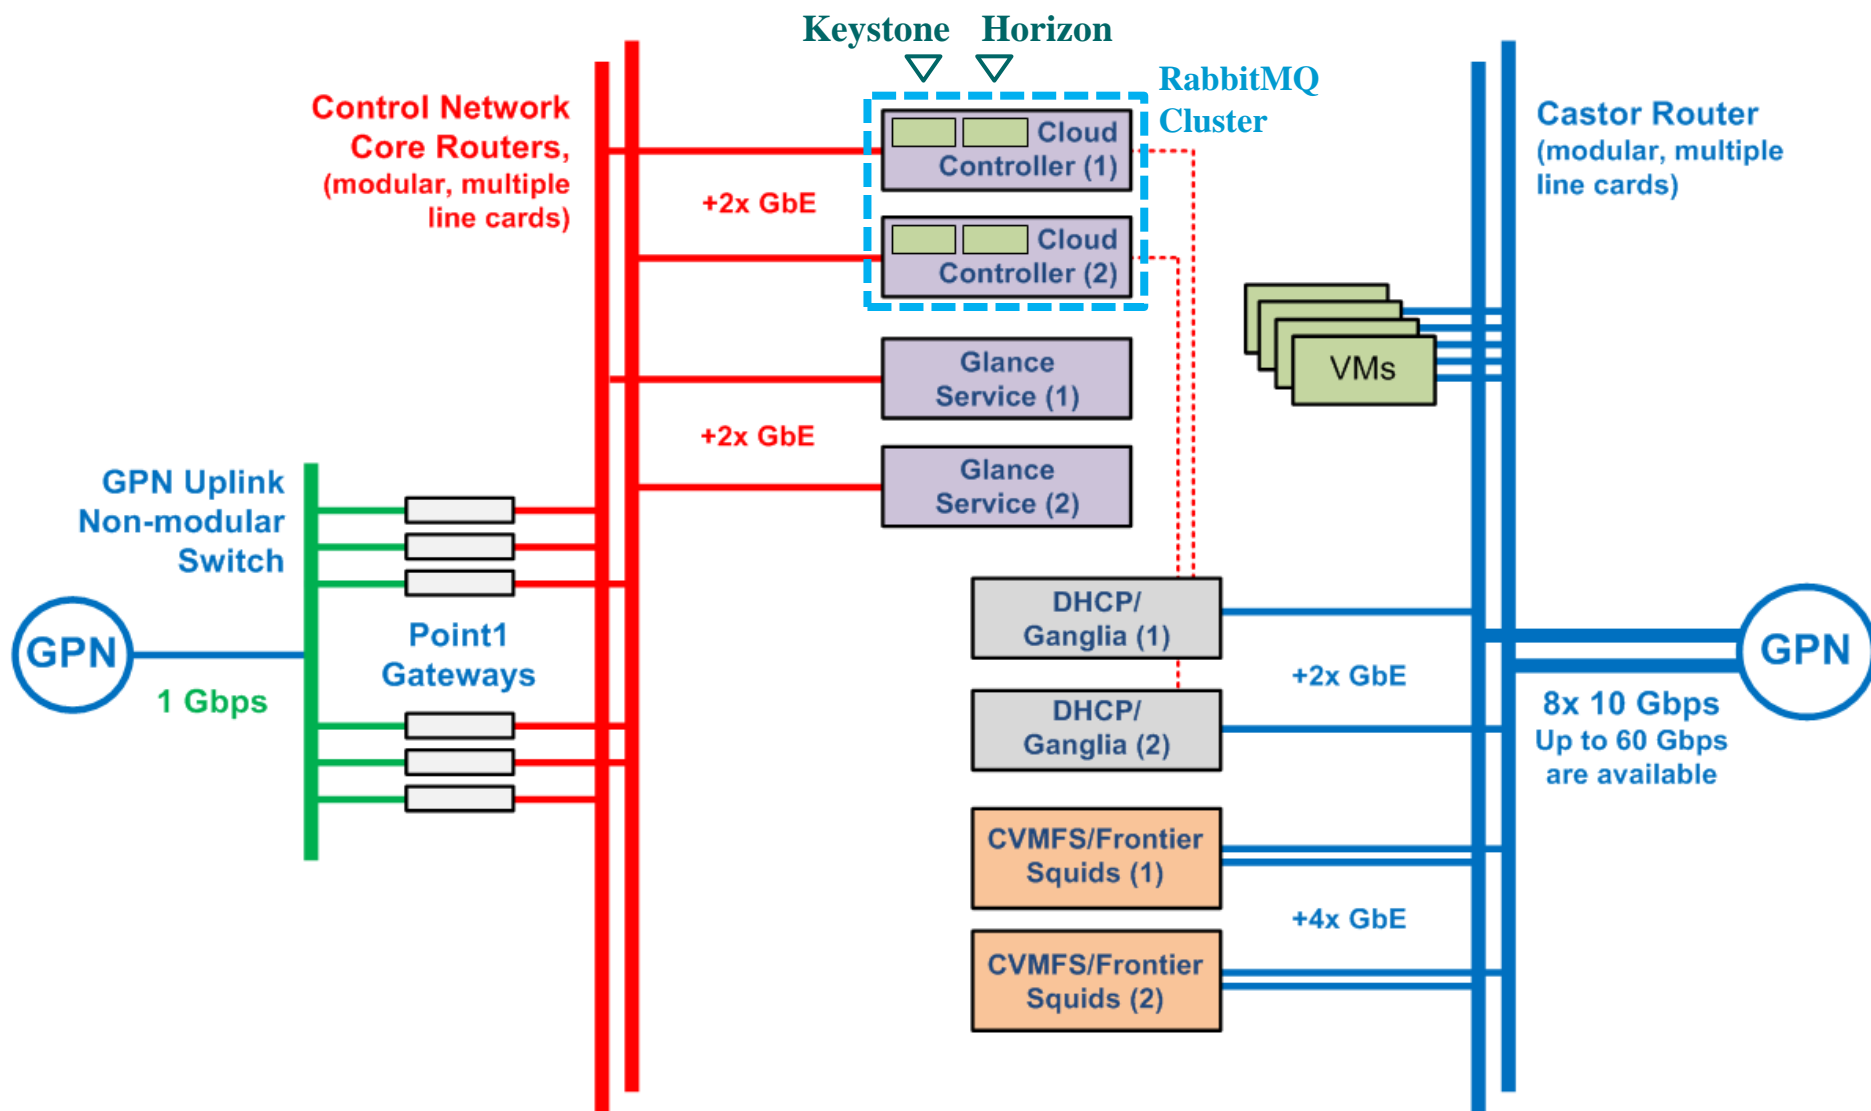 Keystone Horizon
RabbitMQ
Cluster
Control Network
Core Routers,
(modular, multiple
line cards)
Castor Router
(modular, multiple
line cards)
Cloud
Controller (1)
+2x GbE
Cloud
Controller (2)
VMs
Glance
Service (1)
+2x GbE
Glance
Service (2)
GPN Uplink
Non-modular
Switch
GPN
1 Gbps
Point1
Gateways
DHCP/
Ganglia (1)
+2x GbE
DHCP/
Ganglia (2)
GPN
8x 10 Gbps
Up to 60 Gbps
are available
CVMFS/Frontier
Squids (1)
+4x GbE
CVMFS/Frontier
Squids (2)